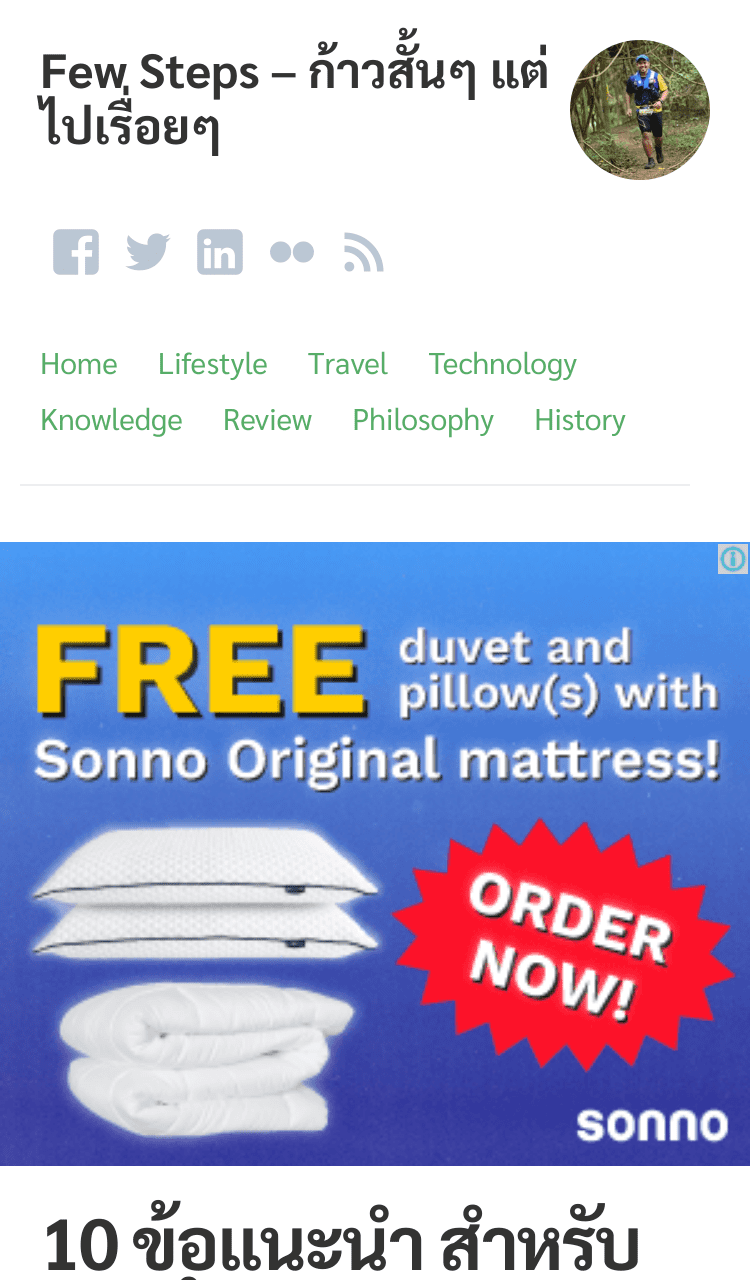 Few Steps – ก้าวสั้นๆ แต่
ไปเรื่อยๆ
Home Lifestyle Travel Technology
Knowledge Review Philosophy History
FREE duvet and
pillow(s) with
Sonno Original mattress!
ORDER
NOW!
sonno
10 ข้อแนะนำ สำหรับ